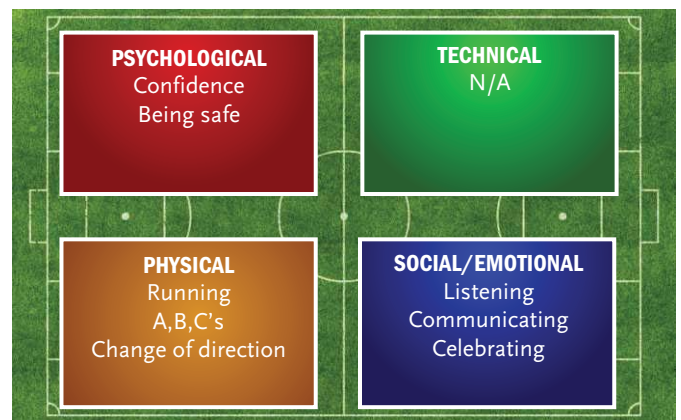 PSYCHOLOGICAL
Confidence
Being safe
TECHNICAL
N/A
PHYSICAL
Running
A,B,C's
Change of direction
SOCIAL/EMOTIONAL
Listening
Communicating
Celebrating